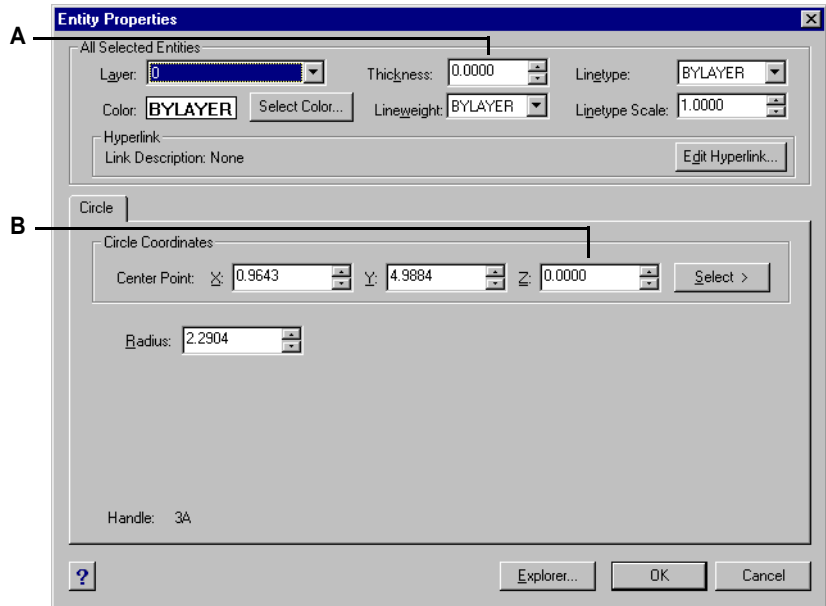 Entity Properties
A
All Selected Entities
Layer: 0 Thickness: 0.0000 Linetype: BYLAYER
Color: BYLAYER Select Color... Lineweight: BYLAYER Linetype Scale: 1.0000
Hyperlink
Link Description: None Edit Hyperlink...
Circle
B
Circle Coordinates
Center Point: X: 0.9643 Y: 4.9884 Z: 0.0000 Select >
Radius: 2.2904
Handle: 3A
? Explorer... OK Cancel